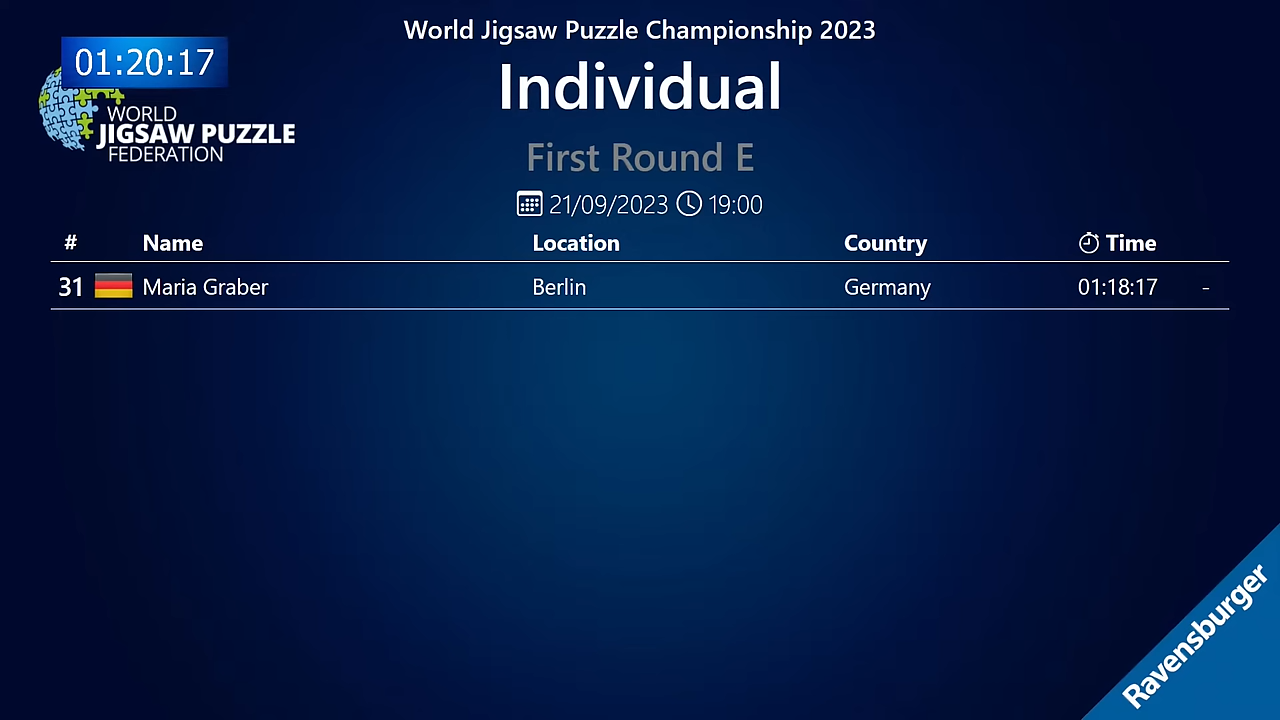 World Jigsaw Puzzle Championship 2023
01:20:17
Individual
WORLD
JIGSAW PUZZLE
FEDERATION
First Round E
21/09/2023 19:00
# Name Location Country Time
31 Maria Graber Berlin Germany 01:18:17 -
Ravensburger